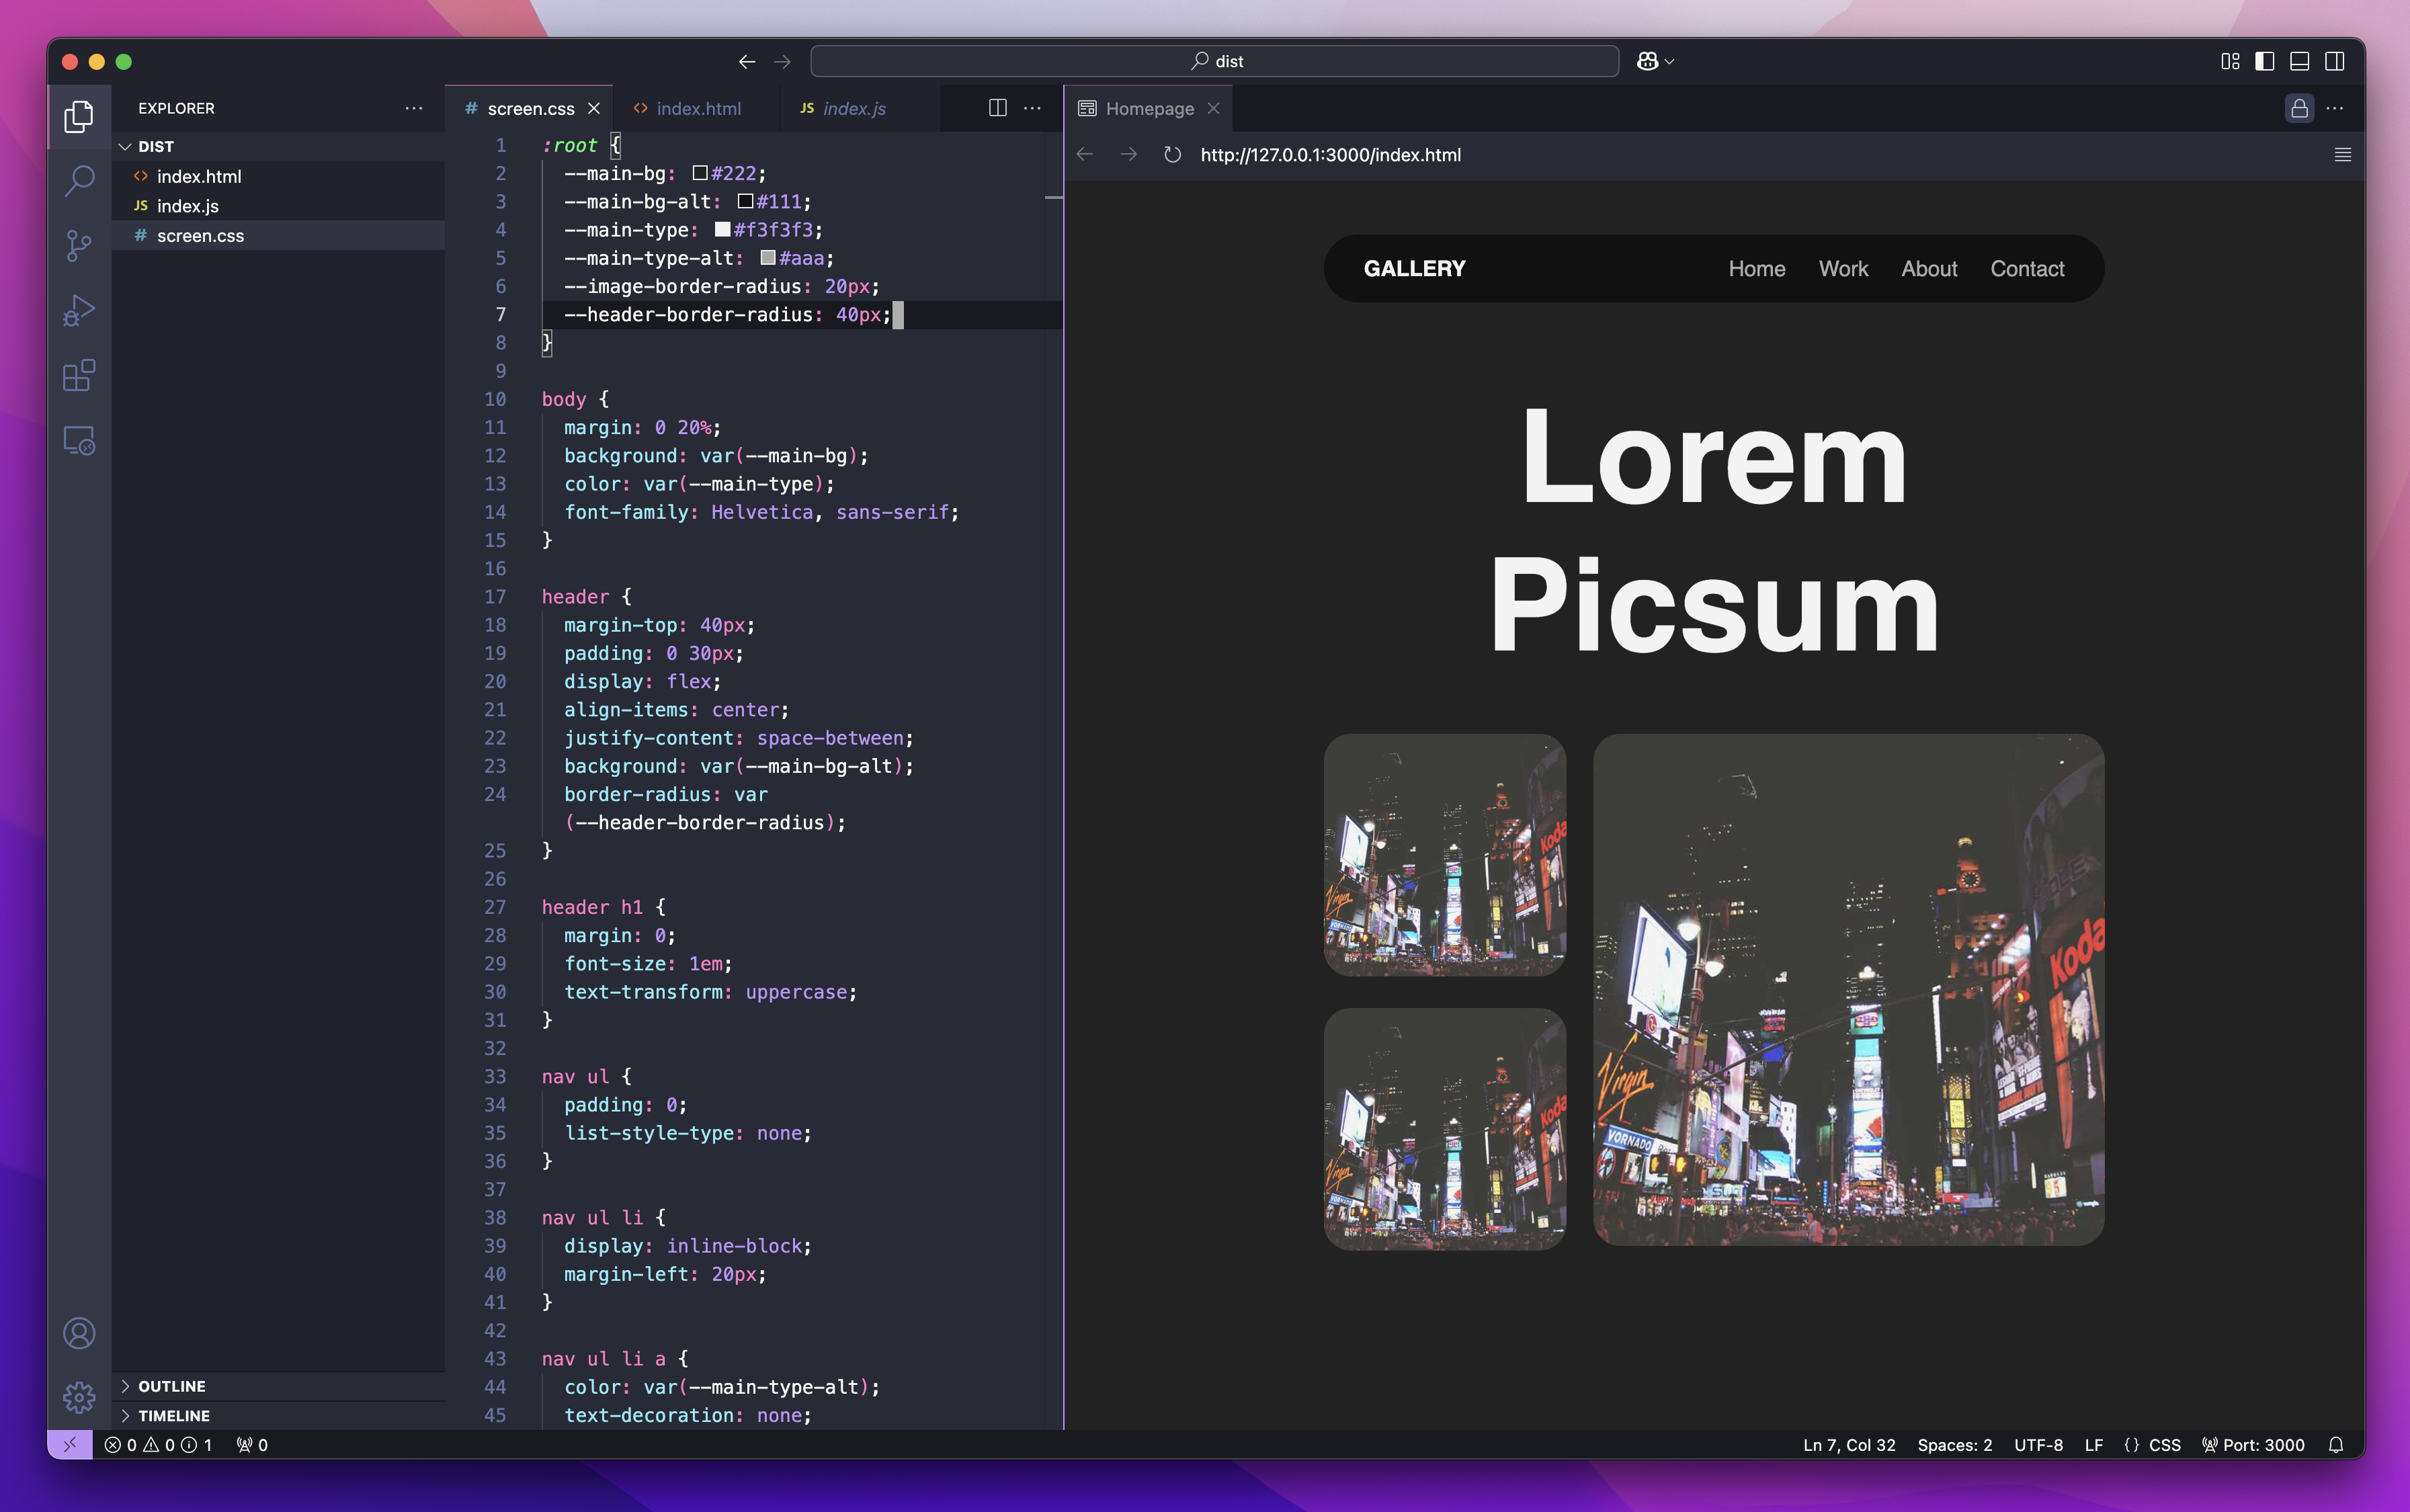 dist
EXPLORER
DIST
index.html
JS index.js
# screen.css
OUTLINE
TIMELINE
# screen.css
index.html
JS index.js
1 :root {
2 --main-bg: #222;
3 --main-bg-alt: #111;
4 --main-type: #f3f3f3;
5 --main-type-alt: #aaa;
6 --image-border-radius: 20px;
7 --header-border-radius: 40px;
8 }
9
10 body {
11 margin: 0 20%;
12 background: var(--main-bg);
13 color: var(--main-type);
14 font-family: Helvetica, sans-serif;
15 }
16
17 header {
18 margin-top: 40px;
19 padding: 0 30px;
20 display: flex;
21 align-items: center;
22 justify-content: space-between;
23 background: var(--main-bg-alt);
24 border-radius: var
(--header-border-radius);
25 }
26
27 header h1 {
28 margin: 0;
29 font-size: 1em;
30 text-transform: uppercase;
31 }
32
33 nav ul {
34 padding: 0;
35 list-style-type: none;
36 }
37
38 nav ul li {
39 display: inline-block;
40 margin-left: 20px;
41 }
42
43 nav ul li a {
44 color: var(--main-type-alt);
45 text-decoration: none;
Homepage
http://127.0.0.1:3000/index.html
GALLERY
Home Work About Contact
Lorem
Picsum
Koda
Virgin
VORNADO
Koda
Virgin
Koda
Virgin
VORNADO
0 0 1 0
Ln 7, Col 32 Spaces: 2 UTF-8 LF {} CSS Port: 3000